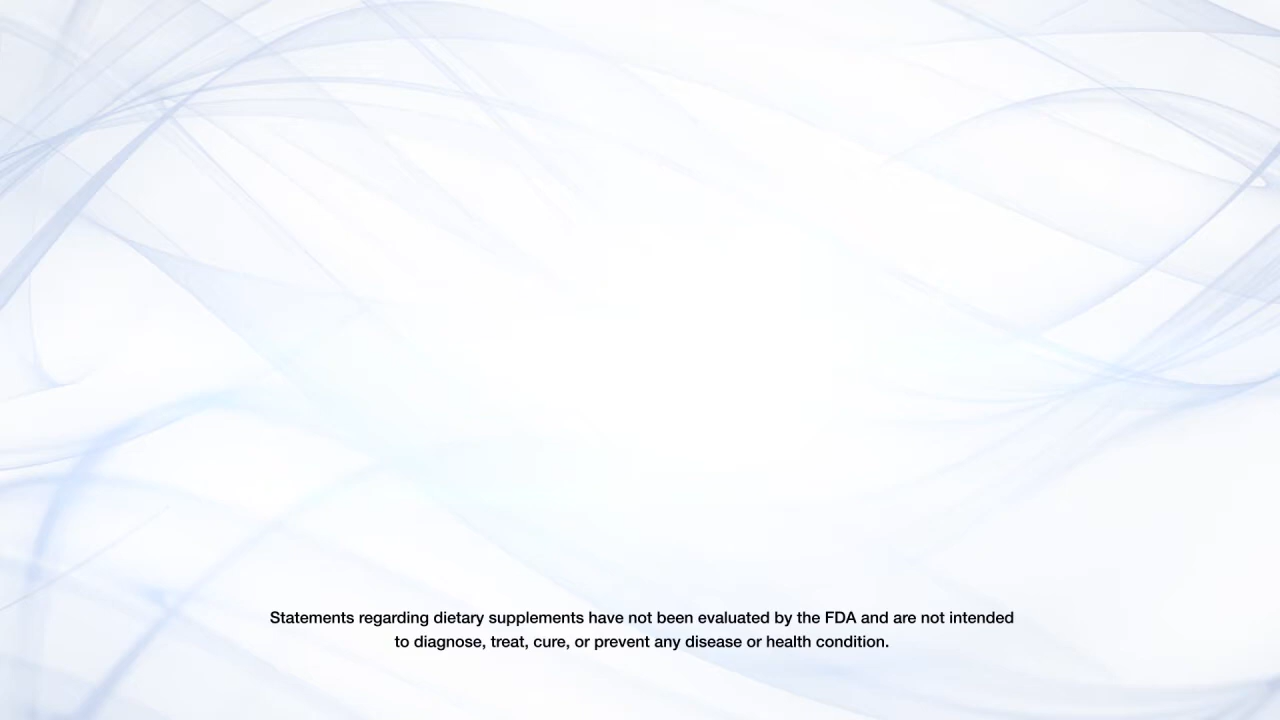 Statements regarding dietary supplements have not been evaluated by the FDA and are not intended
to diagnose, treat, cure, or prevent any disease or health condition.